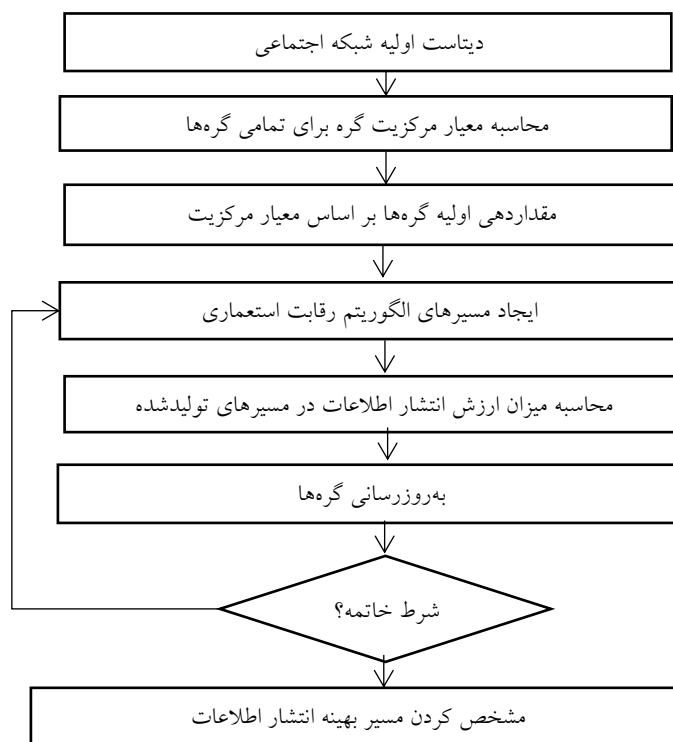 دیتاست اولیه شبکه اجتماعی
محاسبه معیار مرکزیت گره برای تمامی گره‌ها
مقداردهی اولیه گره‌ها بر اساس معیار مرکزیت
ایجاد مسیرهای الگوریتم رقابت استعماری
محاسبه میزان ارزش انتشار اطلاعات در مسیرهای تولیدشده
به‌روزرسانی گره‌ها
شرط خاتمه؟
مشخص کردن مسیر بهینه انتشار اطلاعات